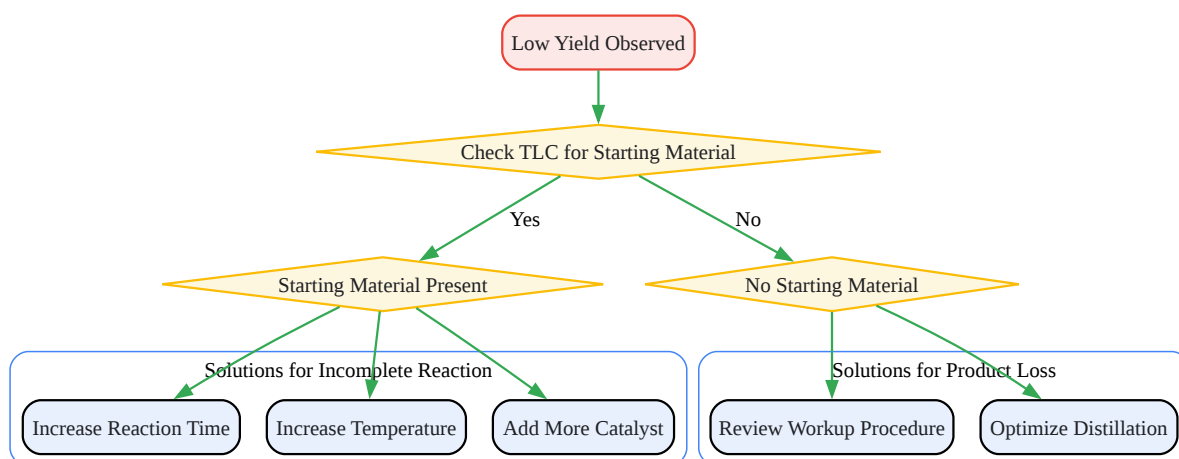 Low Yield Observed
Check TLC for Starting Material
Yes
No
Starting Material Present
No Starting Material
Solutions for Incomplete Reaction
Solutions for Product Loss
Increase Reaction Time
Increase Temperature
Add More Catalyst
Review Workup Procedure
Optimize Distillation